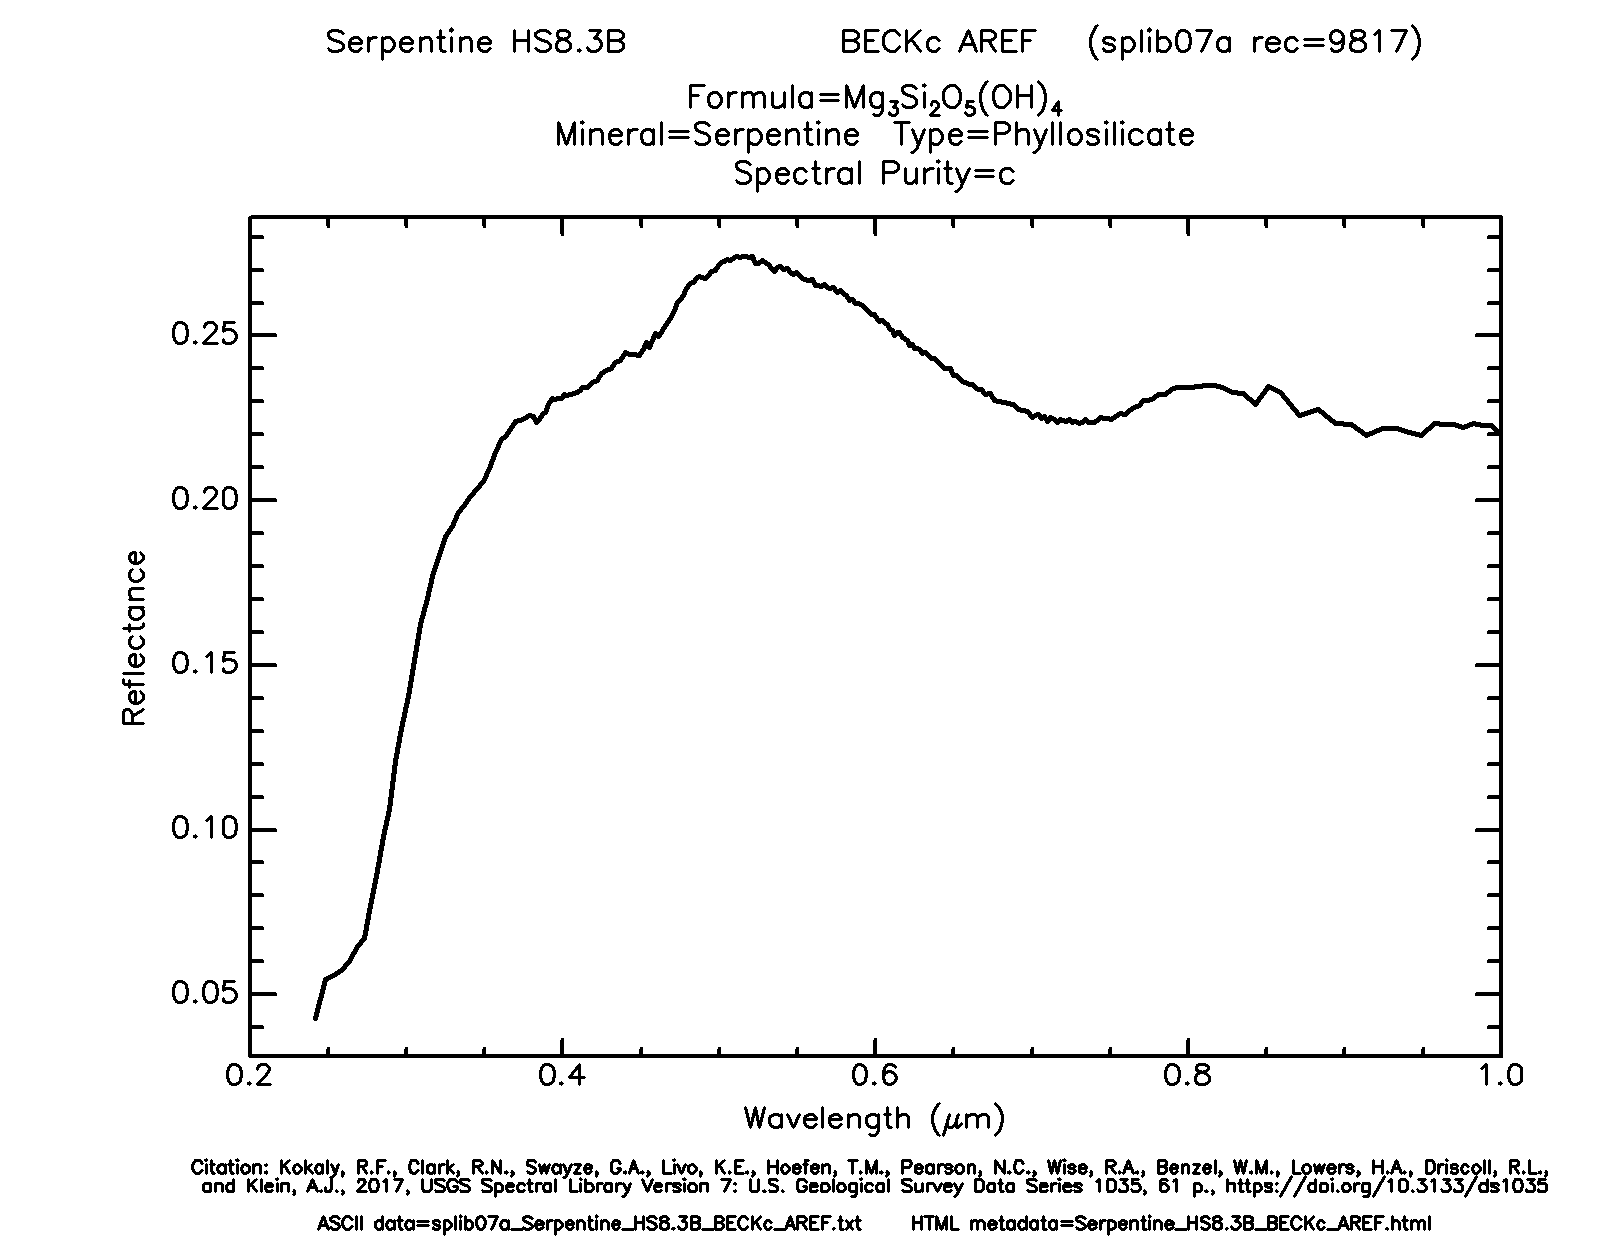 Serpentine HS8.3B BECKc AREF (splib07a rec=9817)
Formula=Mg₃Si₂O₅(OH)₄
Mineral=Serpentine Type=Phyllosilicate
Spectral Purity=c
0.25
0.20
0.15
0.10
0.05
Reflectance
0.2 0.4 0.6 0.8 1.0
Wavelength (μm)
Citation: Kokaly, R.F., Clark, R.N., Swayze, G.A., Livo, K.E., Hoefen, T.M., Pearson, N.C., Wise, R.A., Benzel, W.M., Lowers, H.A., Driscoll, R.L.,
and Klein, A.J., 2017, USGS Spectral Library Version 7: U.S. Geological Survey Data Series 1035, 61 p., https://doi.org/10.3133/ds1035
ASCII data=splib07a_Serpentine_HS8.3B_BECKc_AREF.txt HTML metadata=Serpentine_HS8.3B_BECKc_AREF.html